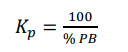 Kₚ = 100 / % PB